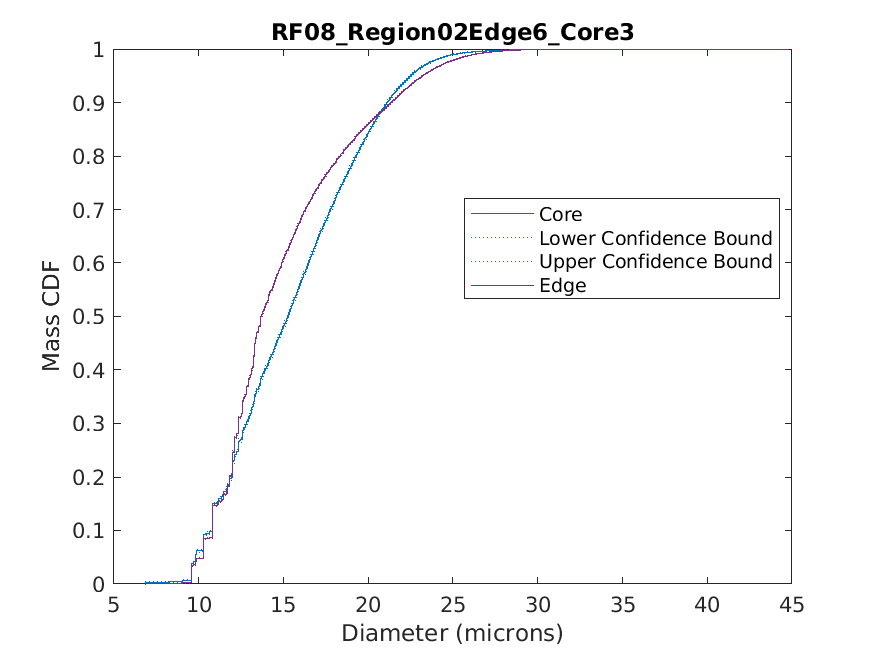 RF08_Region02Edge6_Core3
1
0.9
0.8
0.7
0.6
0.5
0.4
0.3
0.2
0.1
0
Mass CDF
Core
Lower Confidence Bound
Upper Confidence Bound
Edge
5 10 15 20 25 30 35 40 45
Diameter (microns)